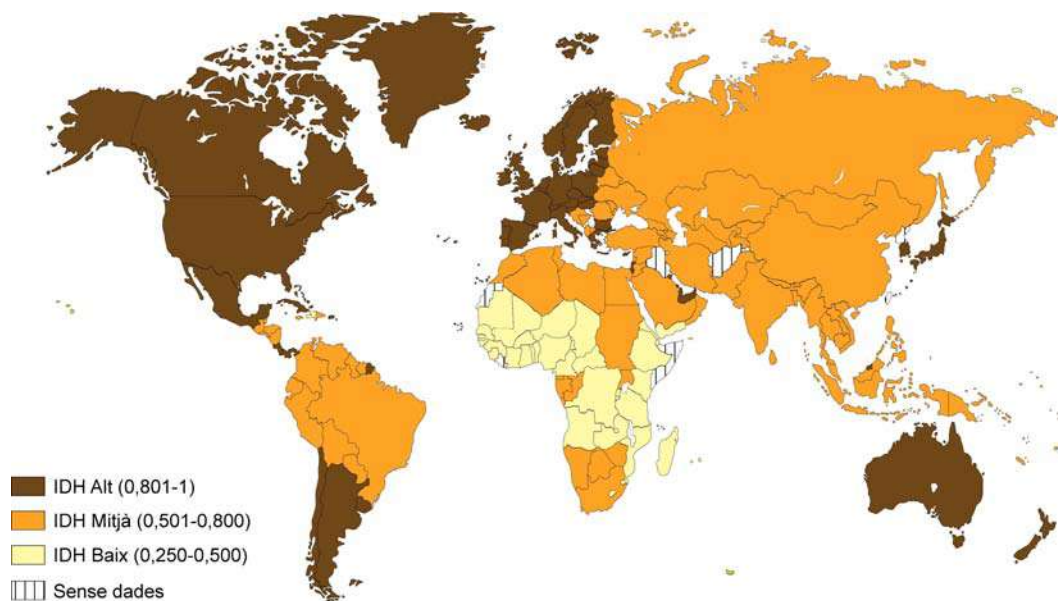 IDH Alt (0,801-1)
IDH Mitjà (0,501-0,800)
IDH Baix (0,250-0,500)
Sense dades